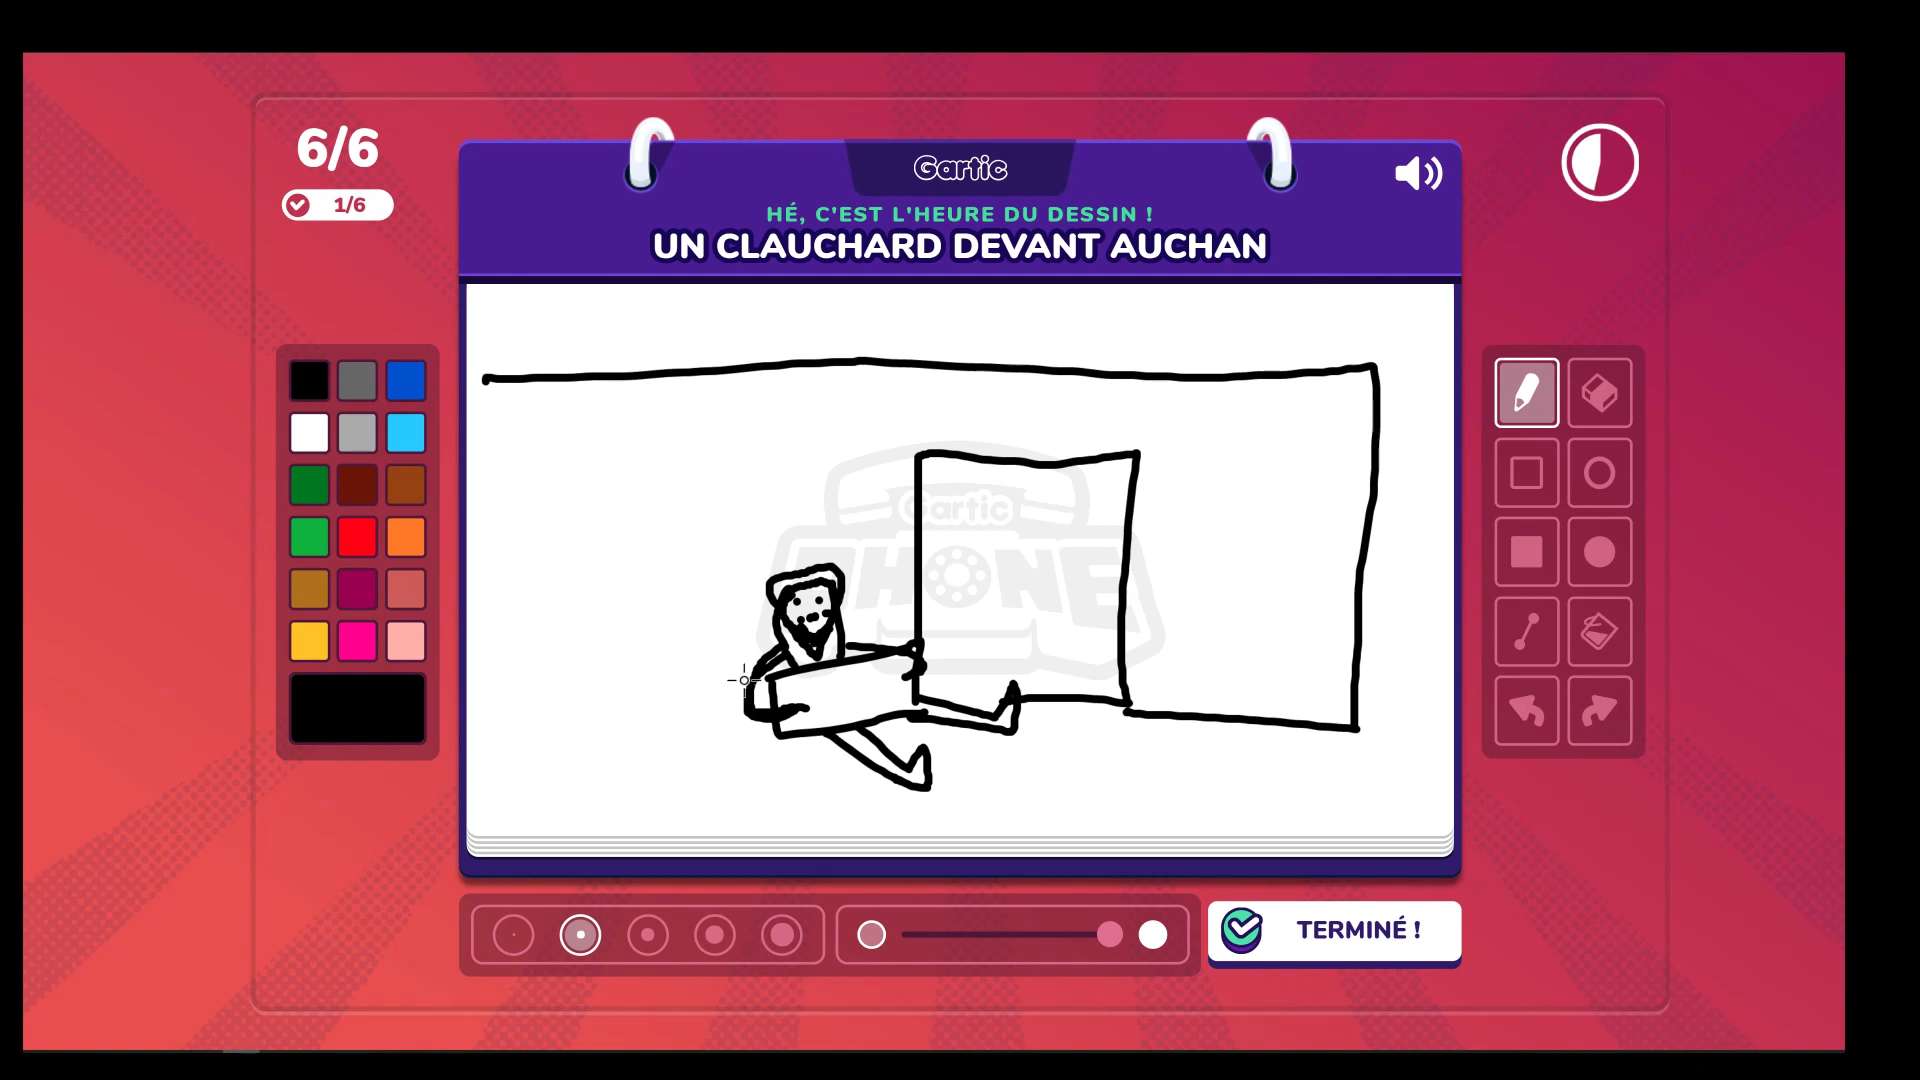 6/6
1/6
Gartic
HÉ, C'EST L'HEURE DU DESSIN !
UN CLAUCHARD DEVANT AUCHAN
Gartic
PHONE
TERMINÉ !